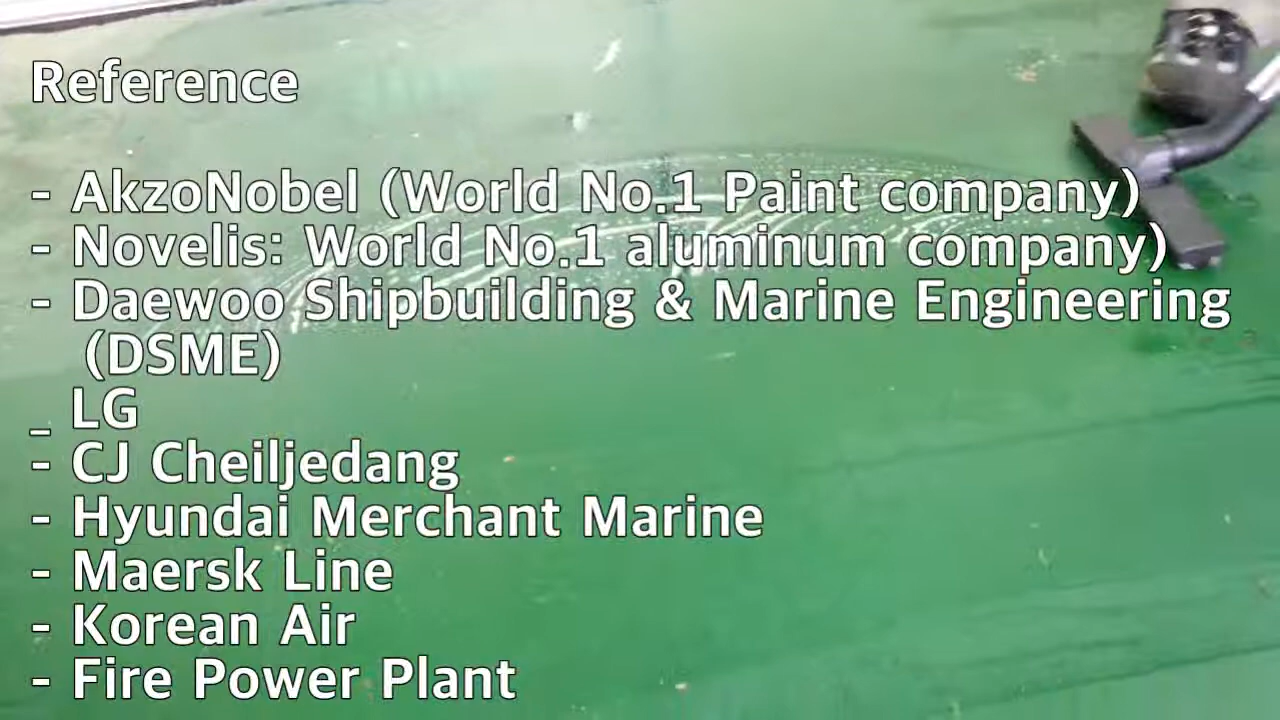 Reference
- AkzoNobel (World No.1 Paint company)
- Novelis: World No.1 aluminum company)
- Daewoo Shipbuilding & Marine Engineering
(DSME)
_ LG
- CJ Cheiljedang
- Hyundai Merchant Marine
- Maersk Line
- Korean Air
- Fire Power Plant